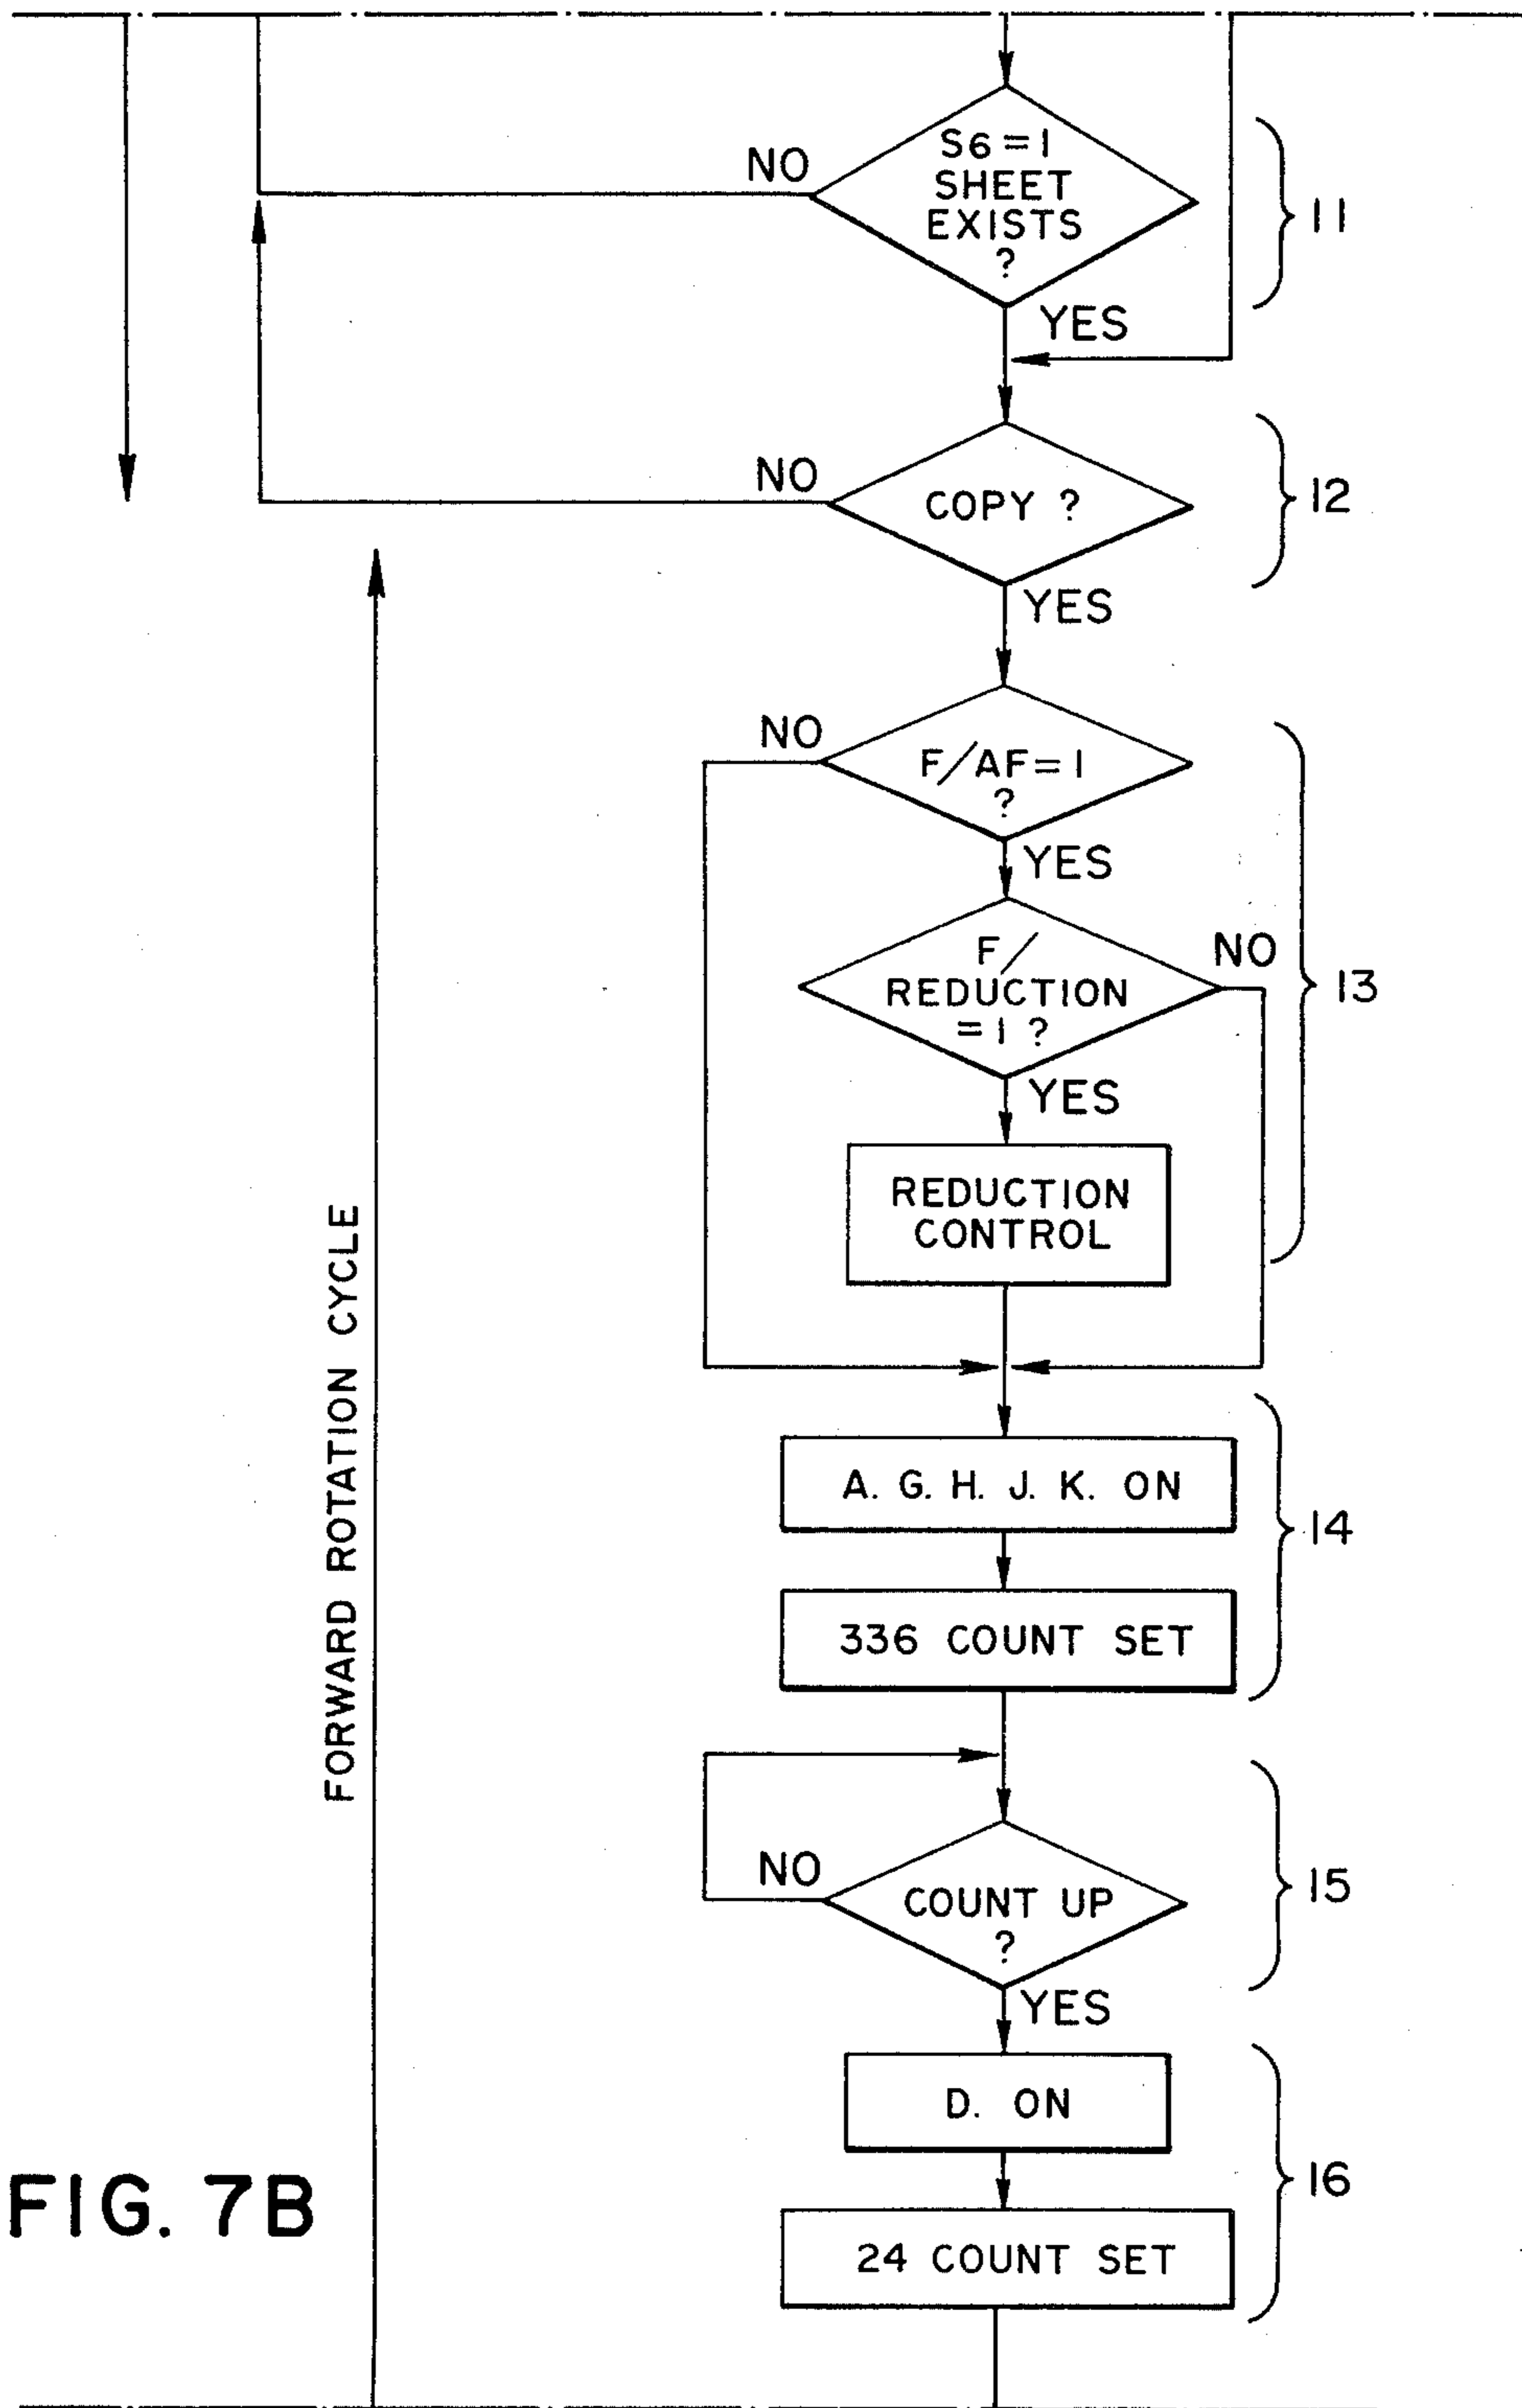 S6=1
SHEET
EXISTS
?
NO
YES
11
COPY ?
NO
YES
12
F/AF=1
?
NO
YES
F/
REDUCTION
=1 ?
NO
YES
REDUCTION
CONTROL
13
A. G. H. J. K. ON
336 COUNT SET
14
COUNT UP
?
NO
YES
15
D. ON
24 COUNT SET
16
FORWARD ROTATION CYCLE
FIG. 7B